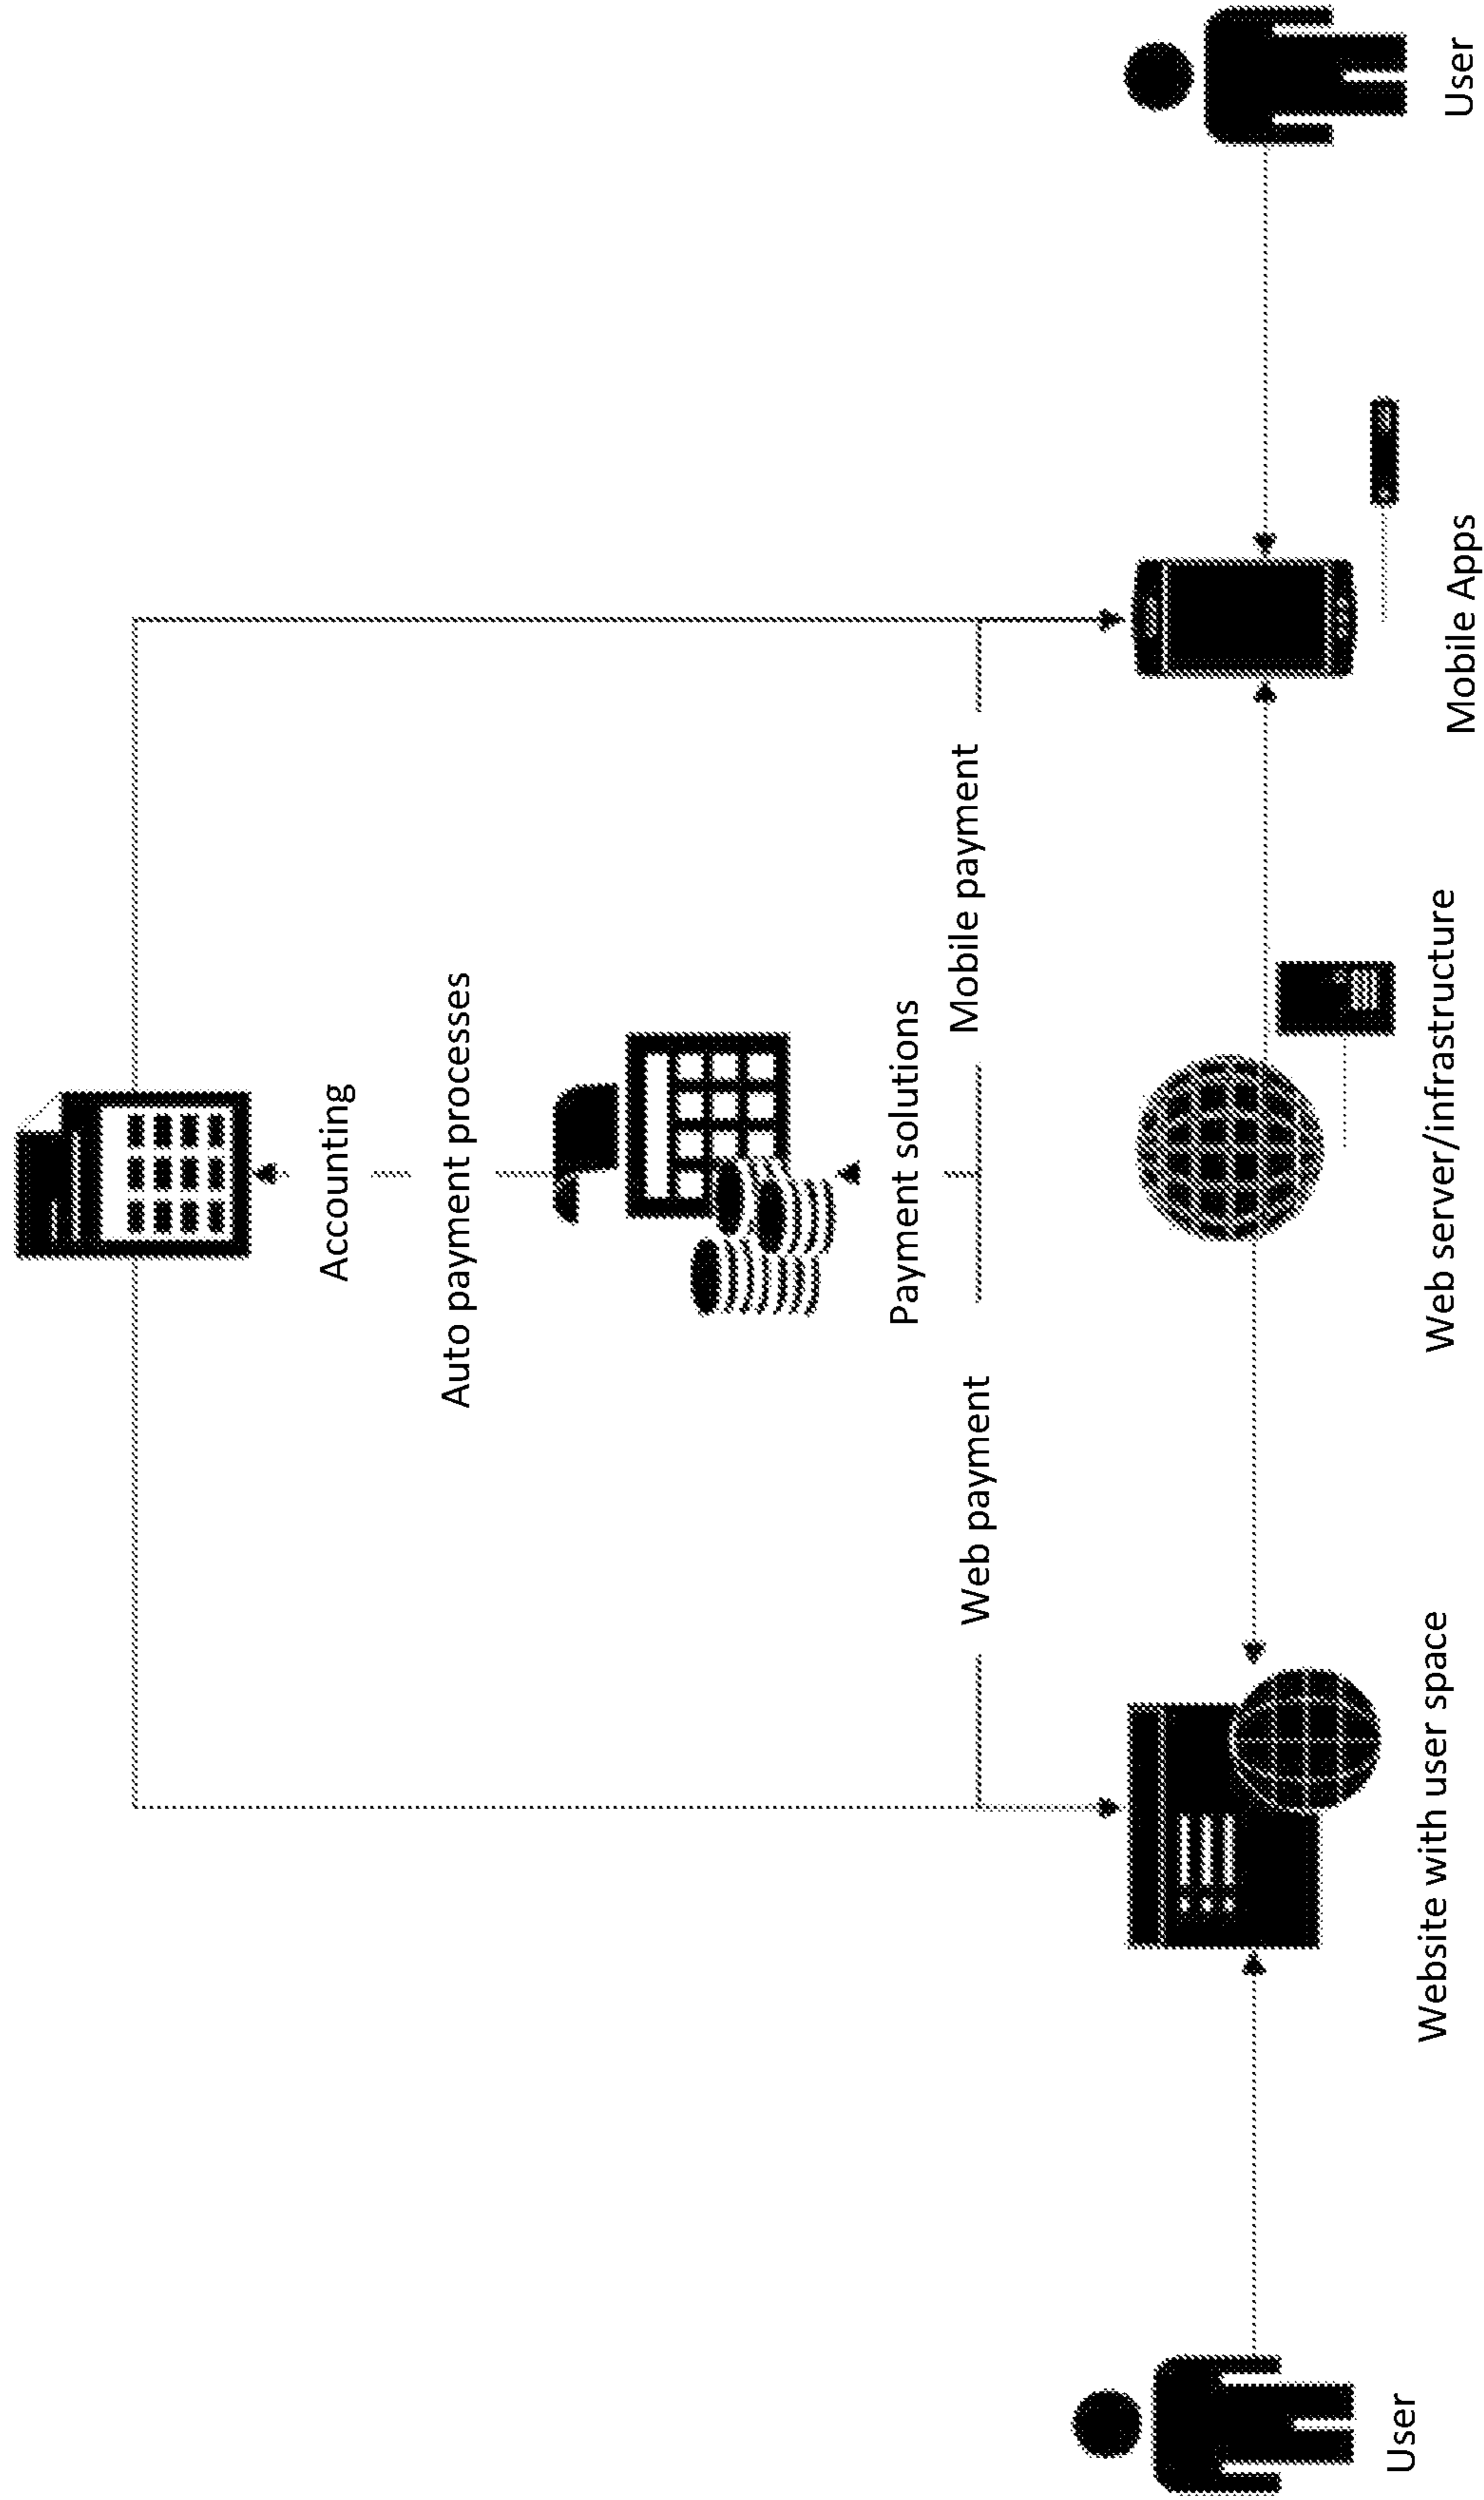 Accounting
Auto payment processes
Payment solutions
Web payment
Mobile payment
User
Website with user space
Web server/infrastructure
Mobile Apps
User